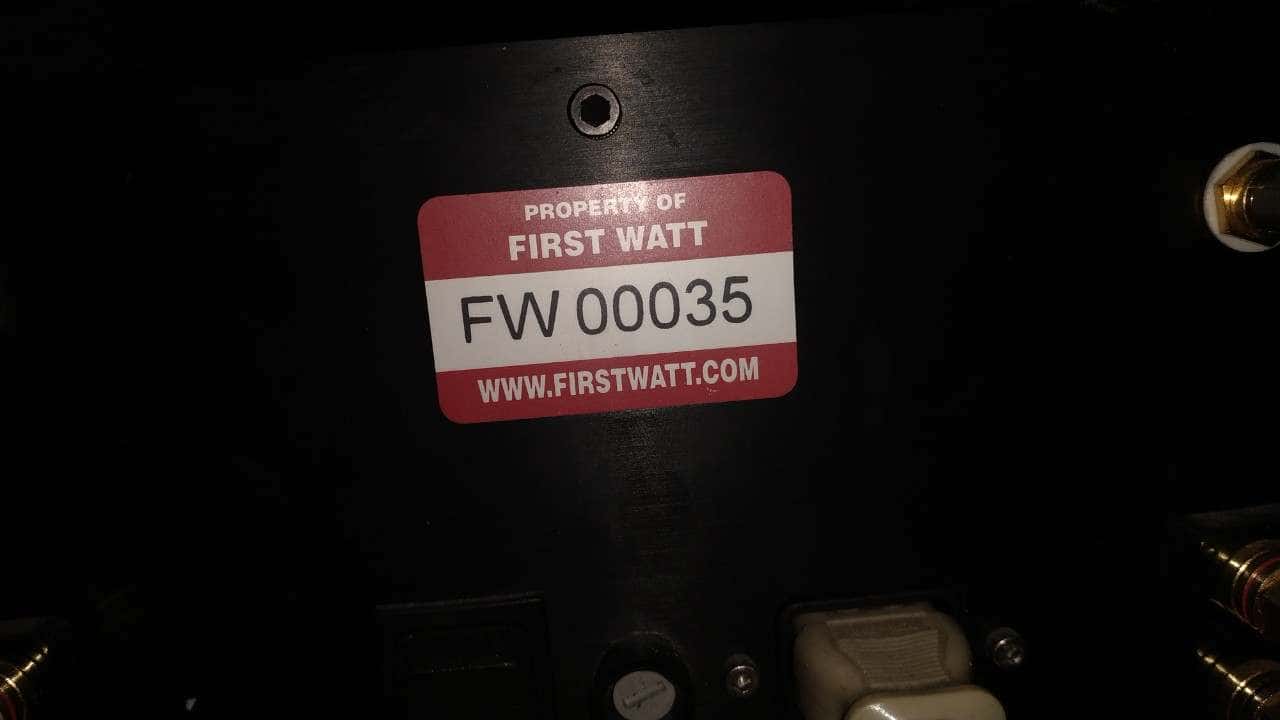 PROPERTY OF
FIRST WATT
FW 00035
WWW.FIRSTWATT.COM